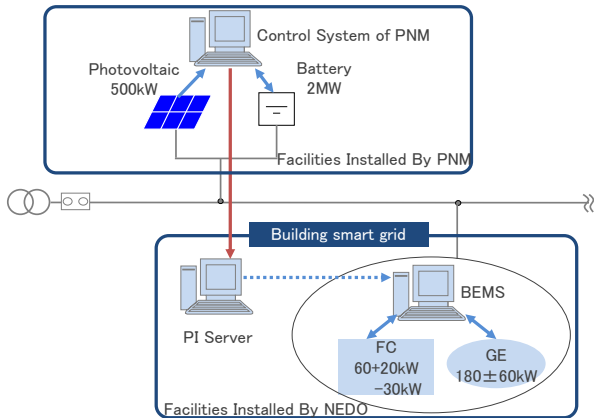 Control System of PNM
Photovoltaic
500kW
Battery
2MW
Facilities Installed By PNM
Building smart grid
PI Server
BEMS
FC
60+20kW
−30kW
GE
180±60kW
Facilities Installed By NEDO